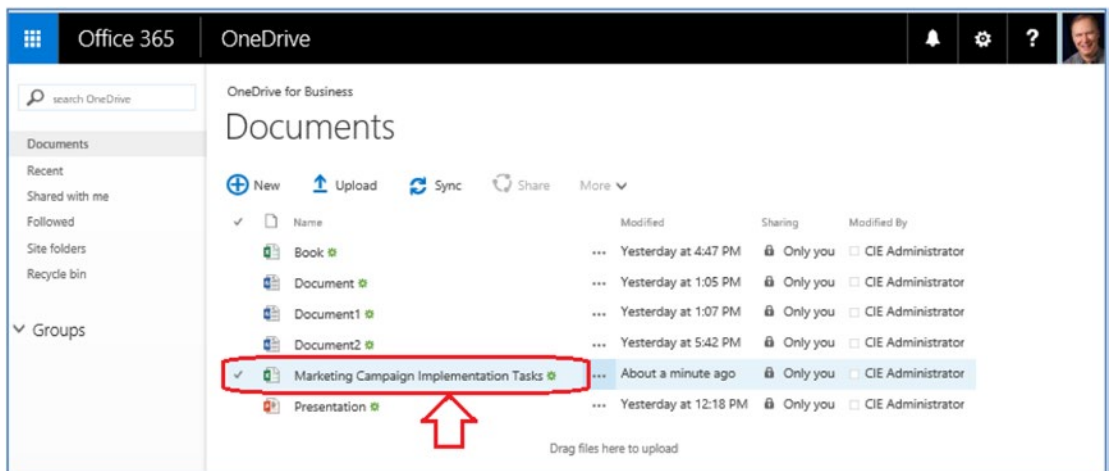 Office 365 OneDrive ?
search OneDrive
Documents
Recent
Shared with me
Followed
Site folders
Recycle bin
Groups
OneDrive for Business
Documents
New Upload Sync Share More
Name Modified Sharing Modified By
Book ... Yesterday at 4:47 PM Only you CIE Administrator
Document ... Yesterday at 1:05 PM Only you CIE Administrator
Document1 ... Yesterday at 1:07 PM Only you CIE Administrator
Document2 ... Yesterday at 5:42 PM Only you CIE Administrator
Marketing Campaign Implementation Tasks ... About a minute ago Only you CIE Administrator
Presentation ... Yesterday at 12:18 PM Only you CIE Administrator
Drag files here to upload